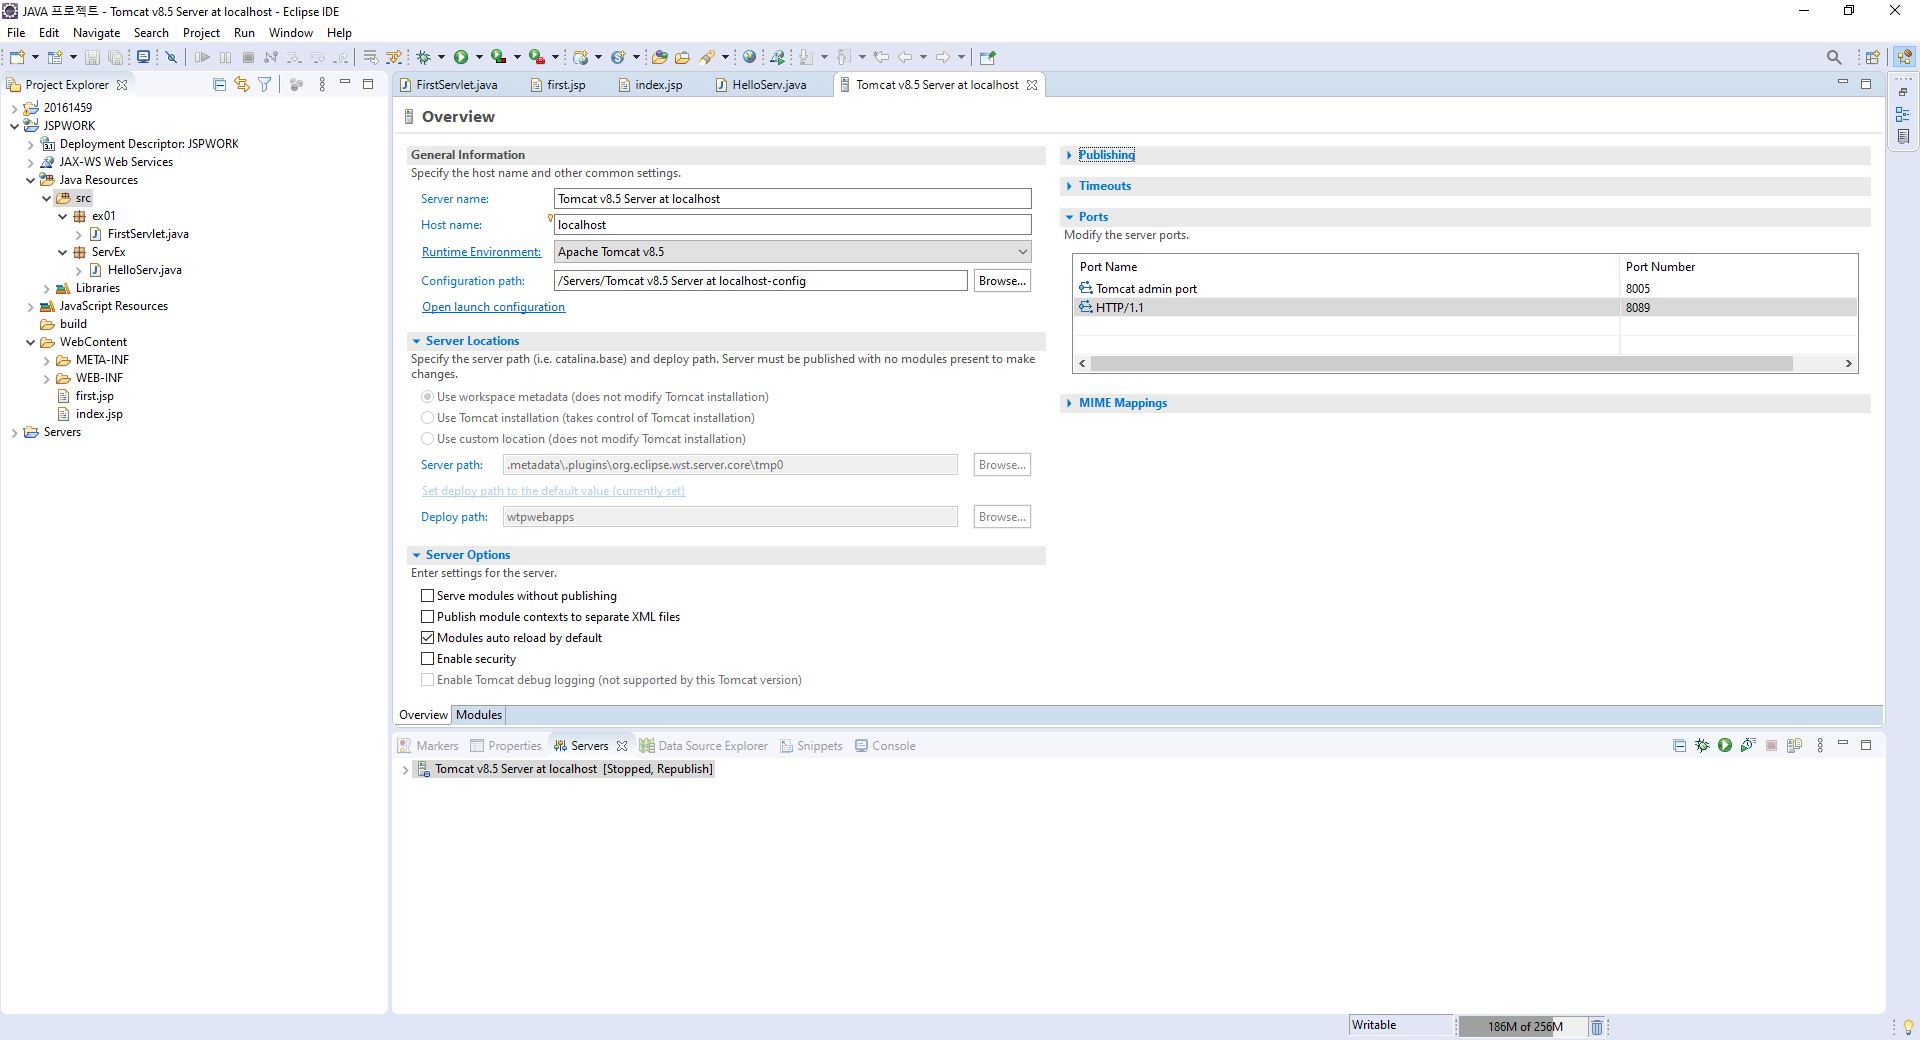 JAVA 프로젝트 - Tomcat v8.5 Server at localhost - Eclipse IDE
File Edit Navigate Search Project Run Window Help
Project Explorer
20161459
JSPWORK
Deployment Descriptor: JSPWORK
JAX-WS Web Services
Java Resources
src
ex01
FirstServlet.java
ServEx
HelloServ.java
Libraries
JavaScript Resources
build
WebContent
META-INF
WEB-INF
first.jsp
index.jsp
Servers
FirstServlet.java first.jsp index.jsp HelloServ.java Tomcat v8.5 Server at localhost
Overview
General Information
Specify the host name and other common settings.
Server name: Tomcat v8.5 Server at localhost
Host name: localhost
Runtime Environment: Apache Tomcat v8.5
Configuration path: /Servers/Tomcat v8.5 Server at localhost-config Browse...
Open launch configuration
Server Locations
Specify the server path (i.e. catalina.base) and deploy path. Server must be published with no modules present to make
changes.
Use workspace metadata (does not modify Tomcat installation)
Use Tomcat installation (takes control of Tomcat installation)
Use custom location (does not modify Tomcat installation)
Server path: .metadata\.plugins\org.eclipse.wst.server.core\tmp0 Browse...
Set deploy path to the default value (currently set)
Deploy path: wtpwebapps Browse...
Server Options
Enter settings for the server.
Serve modules without publishing
Publish module contexts to separate XML files
Modules auto reload by default
Enable security
Enable Tomcat debug logging (not supported by this Tomcat version)
Publishing
Timeouts
Ports
Modify the server ports.
Port Name Port Number
Tomcat admin port 8005
HTTP/1.1 8089
MIME Mappings
Overview Modules
Markers Properties Servers Data Source Explorer Snippets Console
Tomcat v8.5 Server at localhost [Stopped, Republish]
Writable 186M of 256M